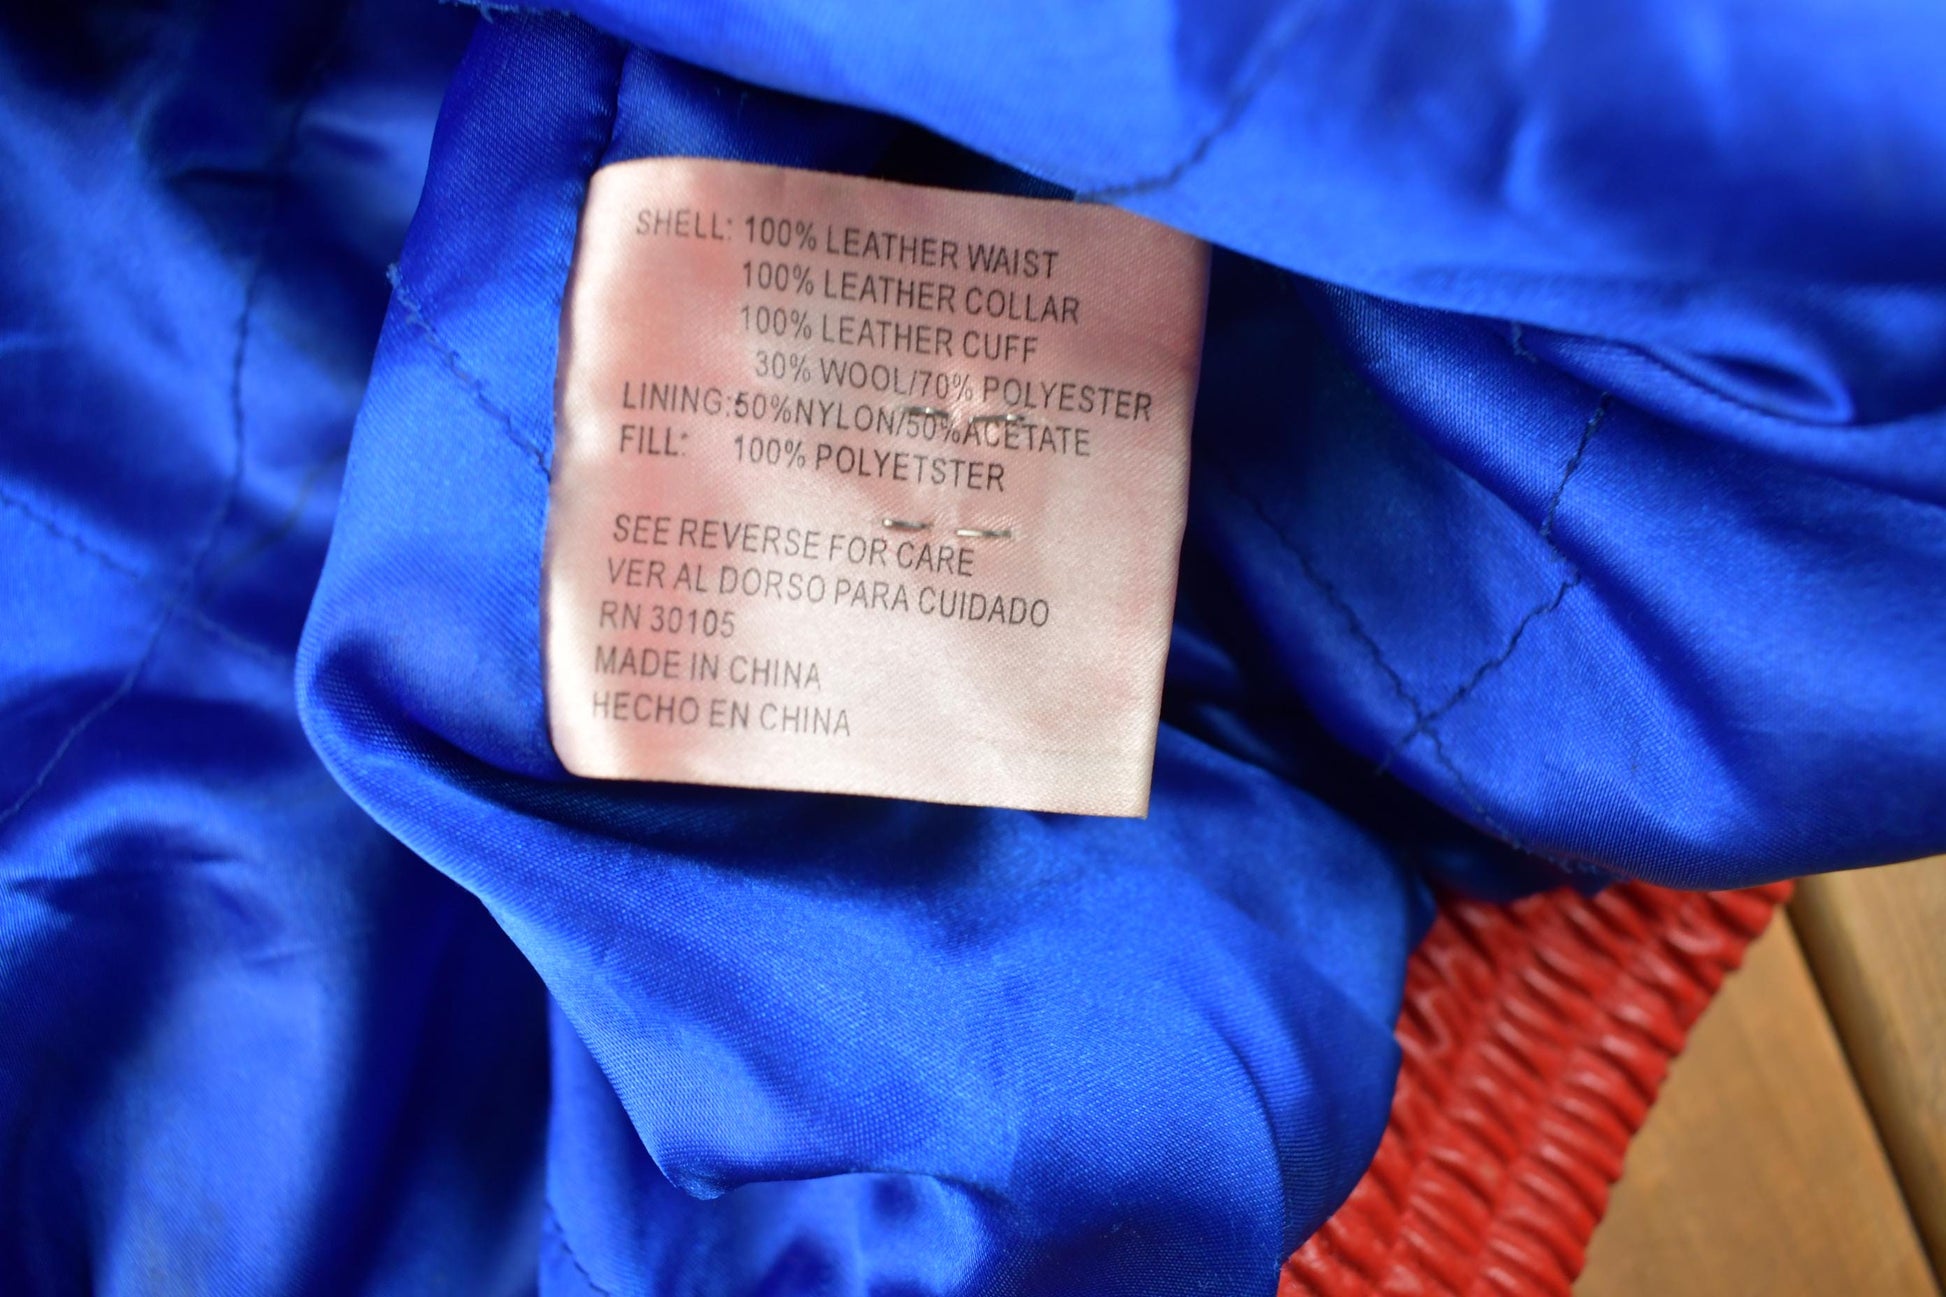 SHELL: 100% LEATHER WAIST
100% LEATHER COLLAR
100% LEATHER CUFF
30% WOOL/70% POLYESTER
LINING:50%NYLON/50%ACETATE
FILL: 100% POLYETSTER
SEE REVERSE FOR CARE
VER AL DORSO PARA CUIDADO
RN 30105
MADE IN CHINA
HECHO EN CHINA